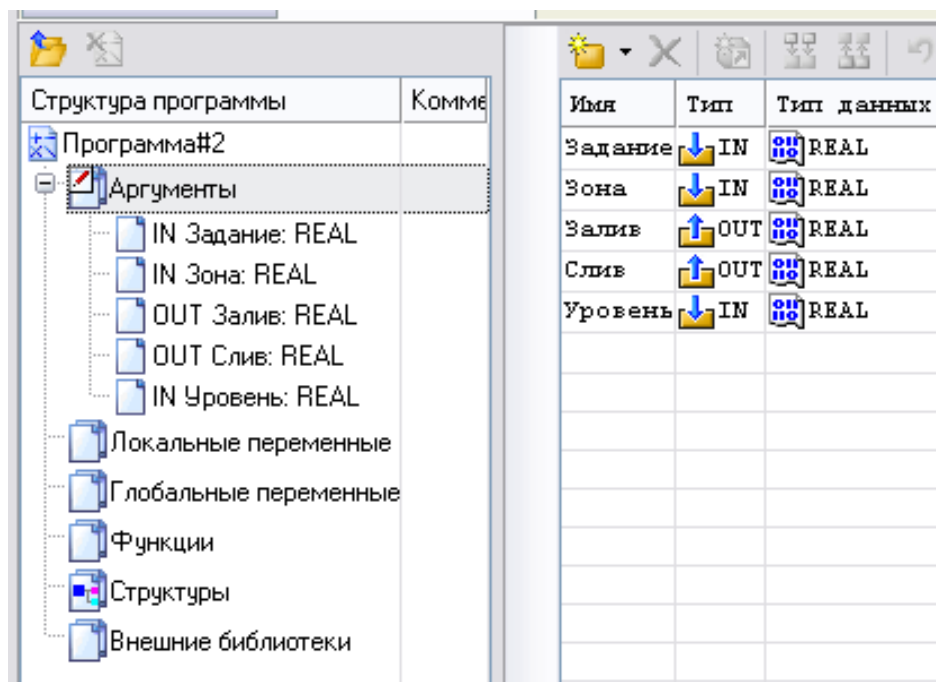 Структура программы
Комме
Программа#2
Аргументы
IN Задание: REAL
IN Зона: REAL
OUT Залив: REAL
OUT Слив: REAL
IN Уровень: REAL
Локальные переменные
Глобальные переменные
Функции
Структуры
Внешние библиотеки
Имя Тип Тип данных
Задание IN REAL
Зона IN REAL
Залив OUT REAL
Слив OUT REAL
Уровень IN REAL